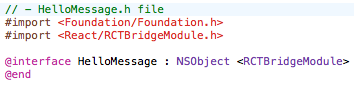 // - HelloMessage.h file
#import <Foundation/Foundation.h>
#import <React/RCTBridgeModule.h>
@interface HelloMessage : NSObject <RCTBridgeModule>
@end